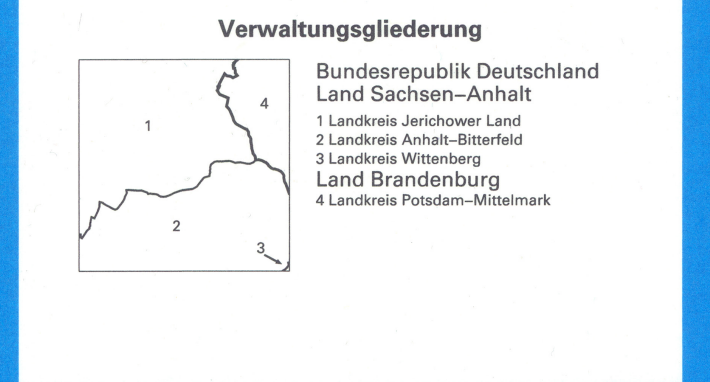 Verwaltungsgliederung
Bundesrepublik Deutschland
Land Sachsen–Anhalt
1 Landkreis Jerichower Land
2 Landkreis Anhalt–Bitterfeld
3 Landkreis Wittenberg
Land Brandenburg
4 Landkreis Potsdam–Mittelmark
1
4
2
3